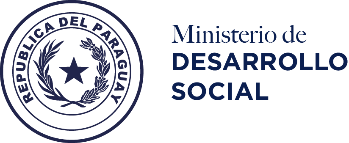 REPUBLICA DEL PARAGUAY
Ministerio de
DESARROLLO
SOCIAL